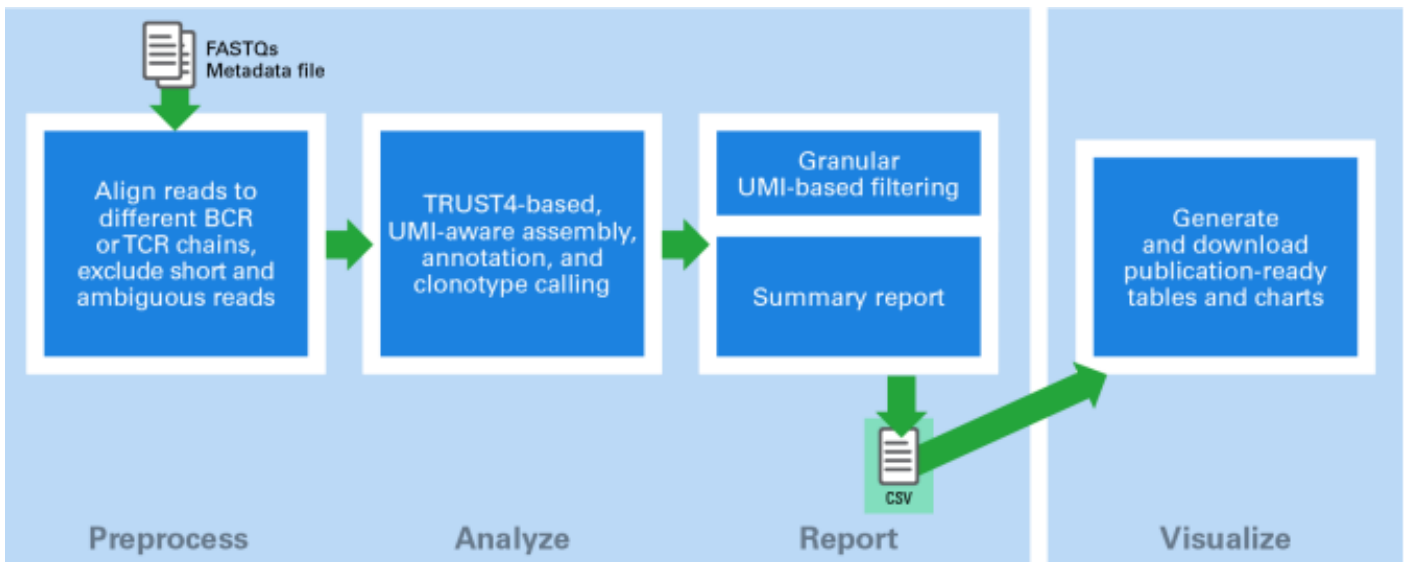 FASTQs
Metadata file
Align reads to
different BCR
or TCR chains,
exclude short and
ambiguous reads
TRUST4-based,
UMI-aware assembly,
annotation, and
clonotype calling
Granular
UMI-based filtering
Summary report
Generate
and download
publication-ready
tables and charts
CSV
Preprocess
Analyze
Report
Visualize